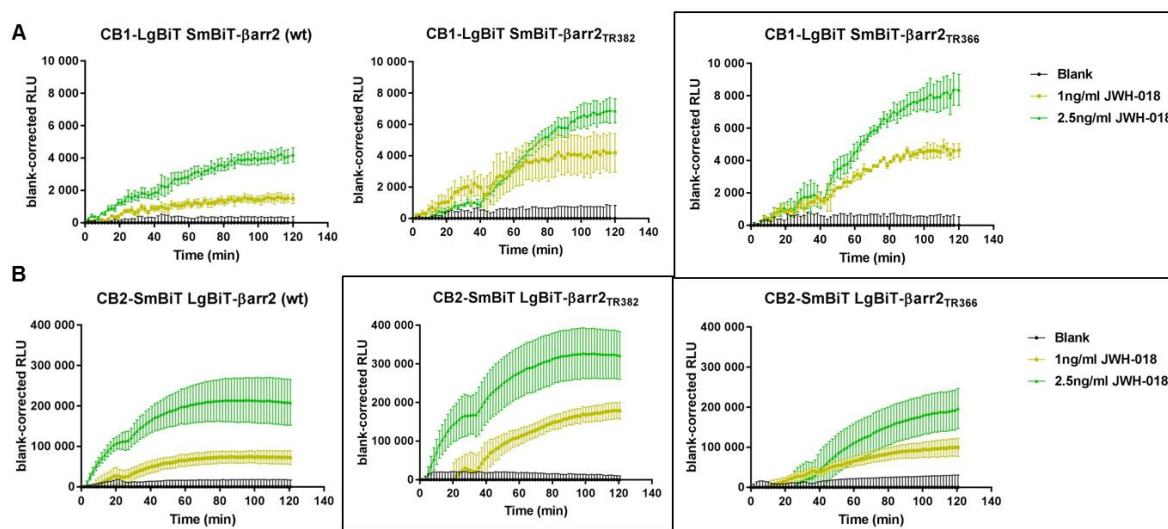 A
CB1-LgBiT SmBiT-βarr2 (wt)
blank-corrected RLU
10 000
8 000
6 000
4 000
2 000
0
0 20 40 60 80 100 120 140
Time (min)
CB1-LgBiT SmBiT-βarr2TR382
blank-corrected RLU
10 000
8 000
6 000
4 000
2 000
0
0 20 40 60 80 100 120 140
Time (min)
CB1-LgBiT SmBiT-βarr2TR366
blank-corrected RLU
10 000
8 000
6 000
4 000
2 000
0
0 20 40 60 80 100 120 140
Time (min)
Blank
1ng/ml JWH-018
2.5ng/ml JWH-018
B
CB2-SmBiT LgBiT-βarr2 (wt)
blank-corrected RLU
400 000
300 000
200 000
100 000
0
0 20 40 60 80 100 120 140
Time (min)
CB2-SmBiT LgBiT-βarr2TR382
blank-corrected RLU
400 000
300 000
200 000
100 000
0
0 20 40 60 80 100 120 140
Time (min)
CB2-SmBiT LgBiT-βarr2TR366
blank-corrected RLU
400 000
300 000
200 000
100 000
0
0 20 40 60 80 100 120 140
Time (min)
Blank
1ng/ml JWH-018
2.5ng/ml JWH-018